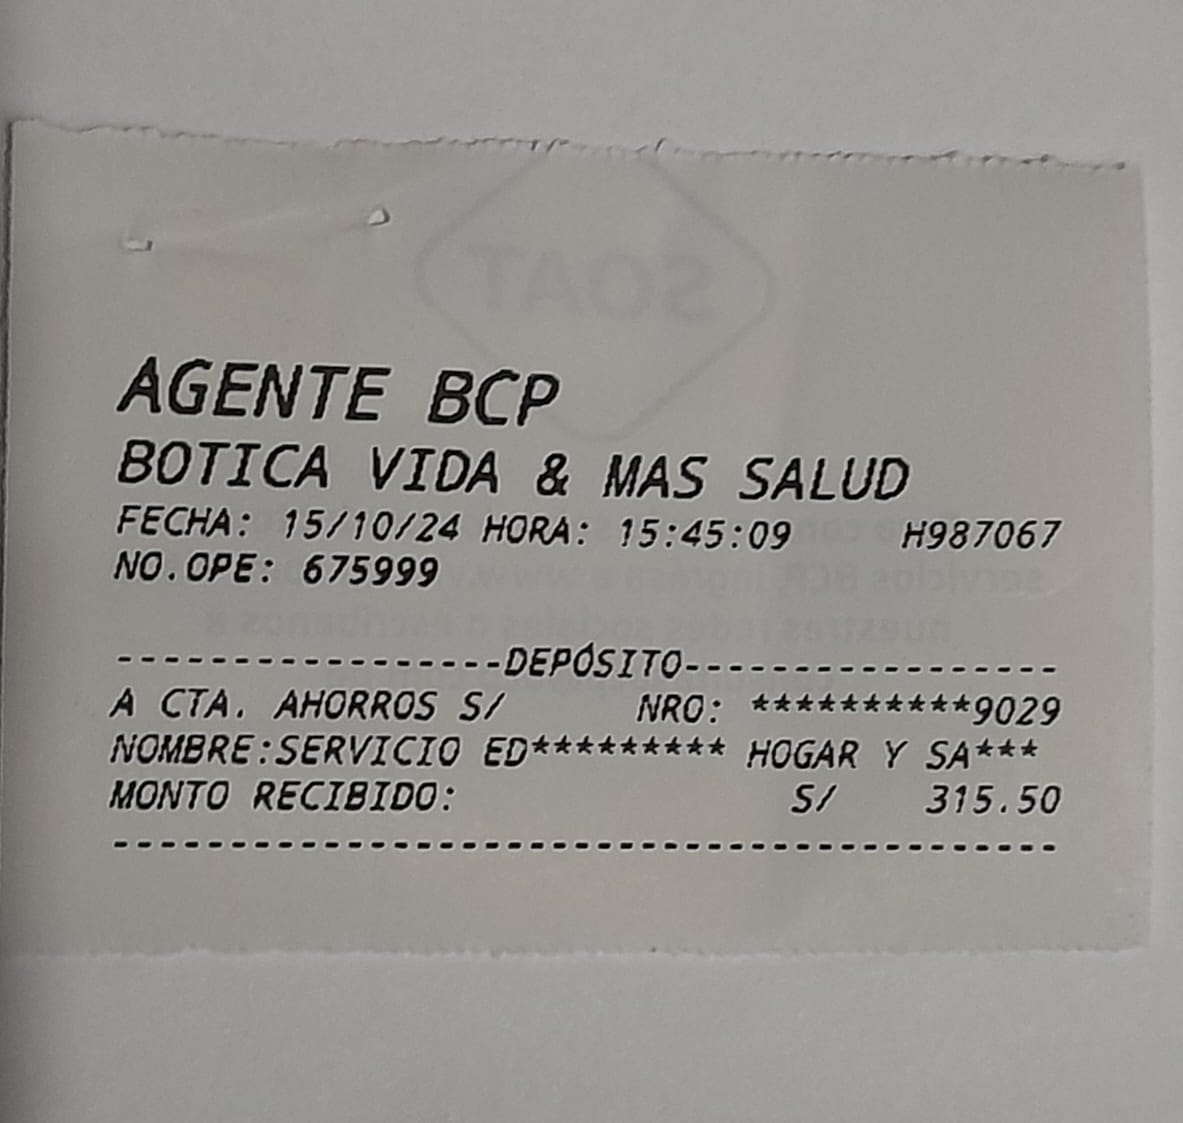 SOAT
AGENTE BCP
BOTICA VIDA & MAS SALUD
FECHA: 15/10/24 HORA: 15:45:09 H987067
NO.OPE: 675999
-----------------DEPÓSITO-----------------
A CTA. AHORROS S/ NRO: **********9029
NOMBRE:SERVICIO ED********* HOGAR Y SA***
MONTO RECIBIDO: S/ 315.50
------------------------------------------